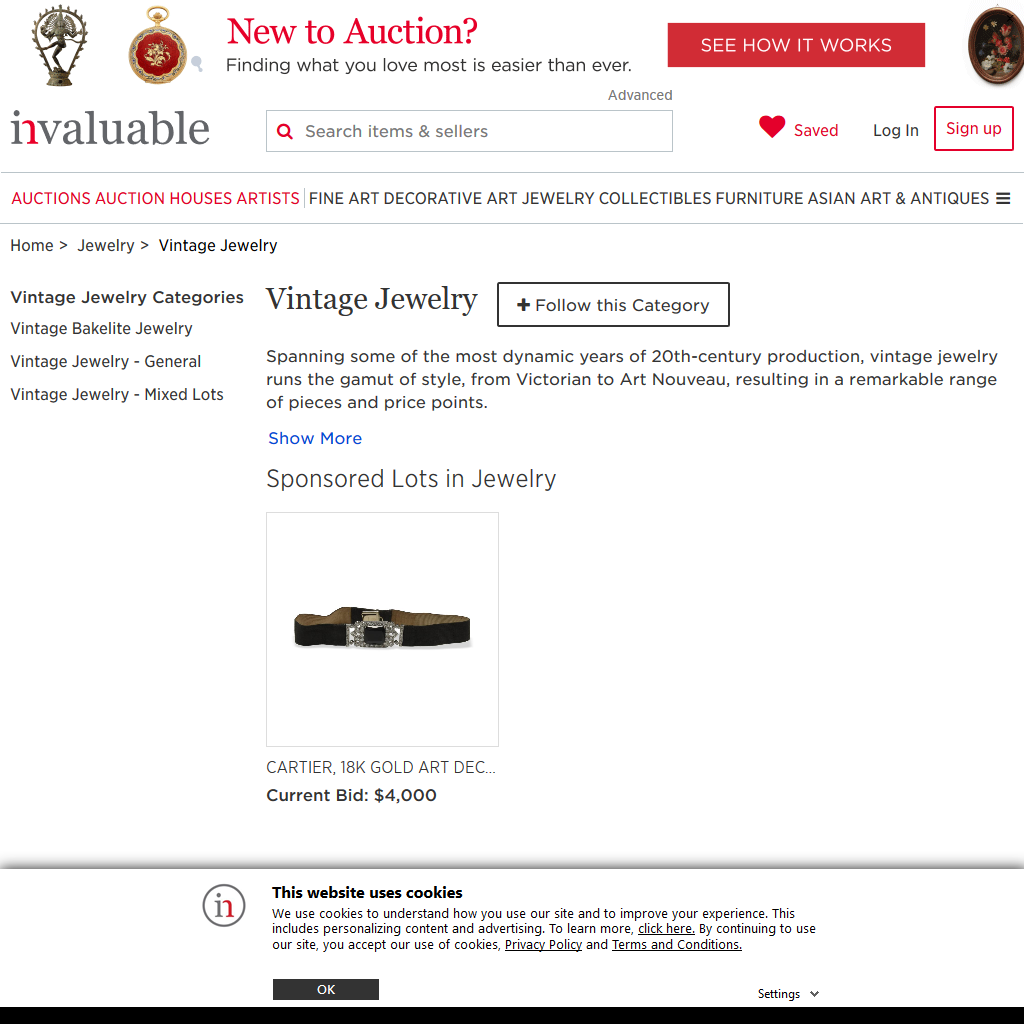 New to Auction?
Finding what you love most is easier than ever.
SEE HOW IT WORKS
Advanced
invaluable
Search items & sellers
Saved
Log In
Sign up
AUCTIONS AUCTION HOUSES ARTISTS FINE ART DECORATIVE ART JEWELRY COLLECTIBLES FURNITURE ASIAN ART & ANTIQUES
Home > Jewelry > Vintage Jewelry
Vintage Jewelry Categories
Vintage Bakelite Jewelry
Vintage Jewelry - General
Vintage Jewelry - Mixed Lots
Vintage Jewelry
Follow this Category
Spanning some of the most dynamic years of 20th-century production, vintage jewelry
runs the gamut of style, from Victorian to Art Nouveau, resulting in a remarkable range
of pieces and price points.
Show More
Sponsored Lots in Jewelry
CARTIER, 18K GOLD ART DEC...
Current Bid: $4,000
in
This website uses cookies
We use cookies to understand how you use our site and to improve your experience. This
includes personalizing content and advertising. To learn more, click here. By continuing to use
our site, you accept our use of cookies, Privacy Policy and Terms and Conditions.
OK
Settings